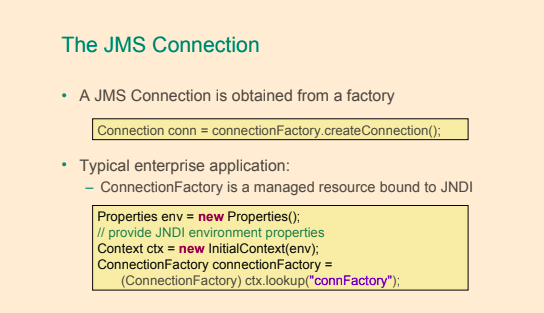 The JMS Connection
• A JMS Connection is obtained from a factory
Connection conn = connectionFactory.createConnection();
• Typical enterprise application:
– ConnectionFactory is a managed resource bound to JNDI
Properties env = new Properties();
// provide JNDI environment properties
Context ctx = new InitialContext(env);
ConnectionFactory connectionFactory =
(ConnectionFactory) ctx.lookup("connFactory");